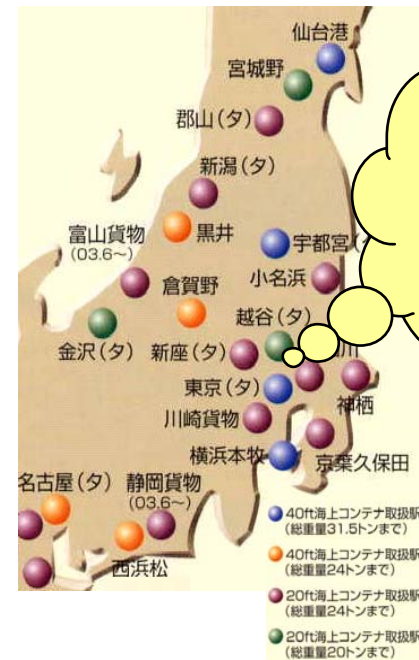 仙台港
宮城野
郡山(タ)
新潟(タ)
黒井
宇都宮(
富山貨物
(03.6～)
小名浜
倉賀野
越谷(タ)
金沢(タ)
新座(タ)
川
東京(タ)
神栖
川崎貨物
横浜本牧
京葉久保田
名古屋(タ)
静岡貨物
(03.6～)
西浜松
40ft海上コンテナ取扱駅
(総重量31.5トンまで)
40ft海上コンテナ取扱駅
(総重量24トンまで)
20ft海上コンテナ取扱駅
(総重量24トンまで)
20ft海上コンテナ取扱駅
(総重量20トンまで)